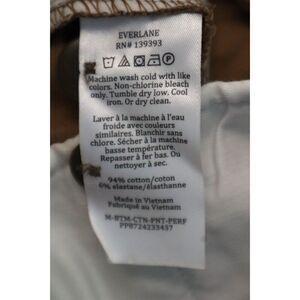 EVERLANE
RN# 139393
Machine wash cold with like
colors. Non-chlorine bleach
only. Tumble dry low. Cool
iron. Or dry clean.
Laver à la machine à l'eau
froide avec couleurs
similaires. Blanchir sans
chlore. Sècher à la machine
basse température.
Repasser à fer bas. Ou
nettoyer à sec.
94% cotton/coton
6% elastane/élasthanne
Made in Vietnam
Fabriqué au Vietnam
M-BTM-CTN-PNT-PERF
PP8724233457